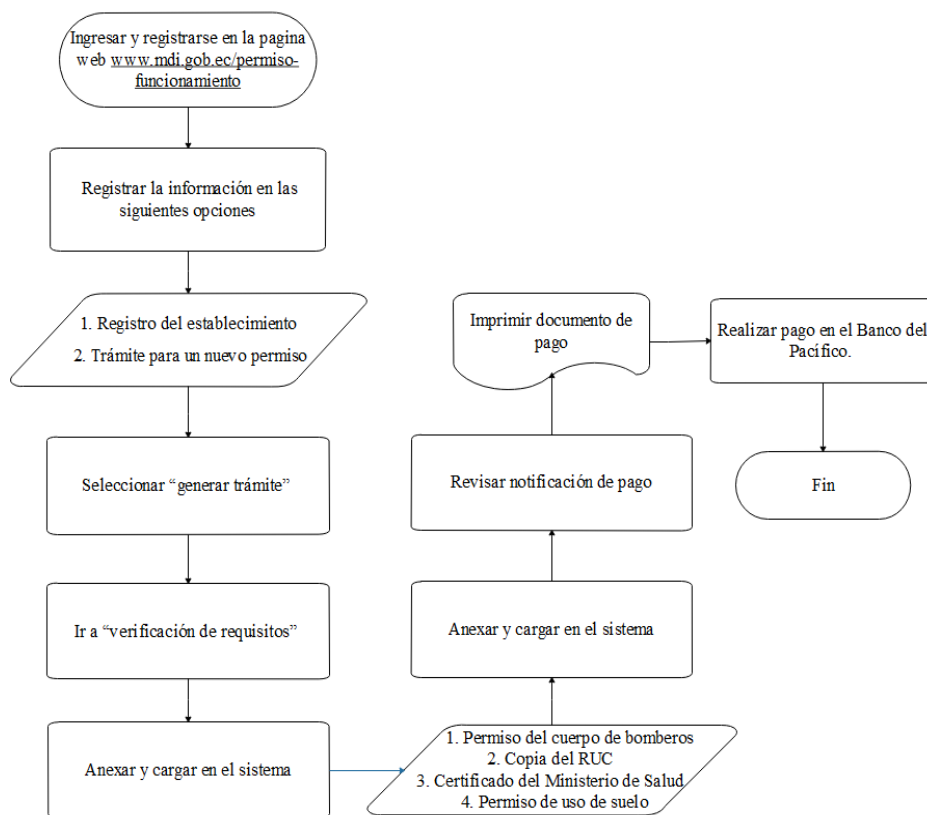 Ingresar y registrarse en la pagina
web www.mdi.gob.ec/permiso-
funcionamiento
Registrar la información en las
siguientes opciones
1. Registro del establecimiento
2. Trámite para un nuevo permiso
Seleccionar “generar trámite”
Ir a “verificación de requisitos”
Anexar y cargar en el sistema
1. Permiso del cuerpo de bomberos
2. Copia del RUC
3. Certificado del Ministerio de Salud
4. Permiso de uso de suelo
Anexar y cargar en el sistema
Revisar notificación de pago
Imprimir documento de
pago
Realizar pago en el Banco del
Pacífico.
Fin